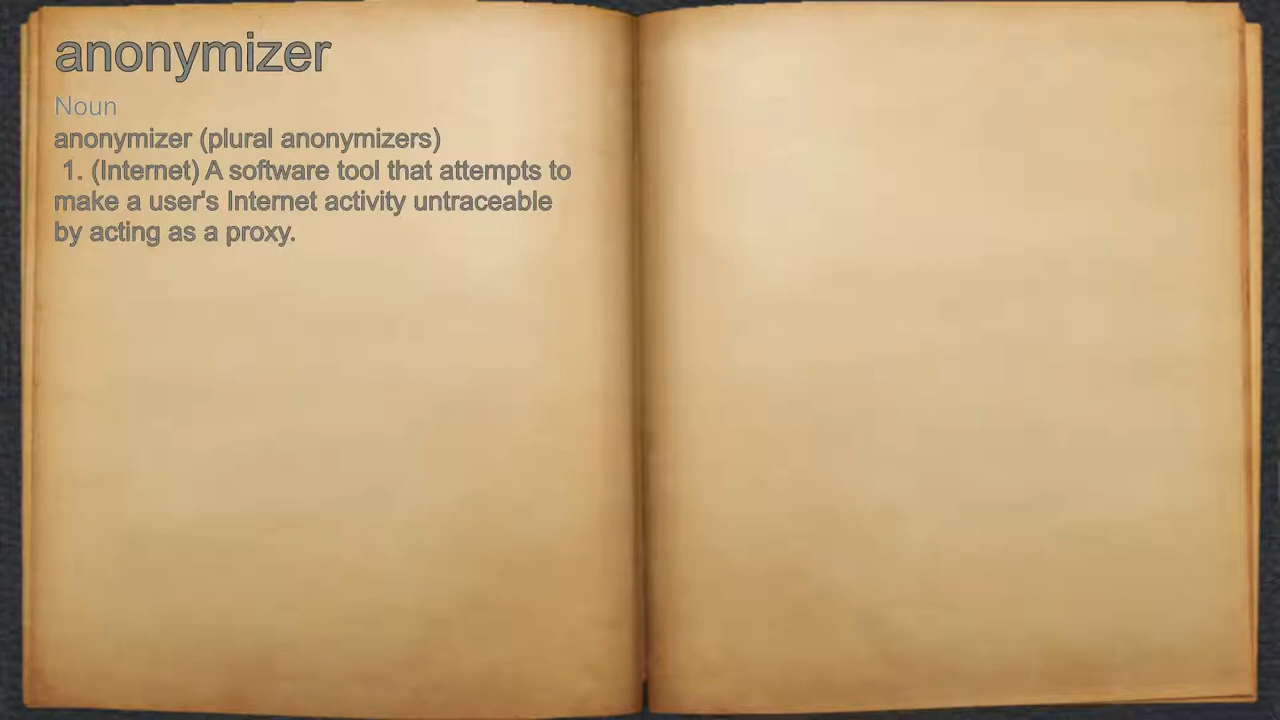 anonymizer
Noun
anonymizer (plural anonymizers)
1. (Internet) A software tool that attempts to
make a user's Internet activity untraceable
by acting as a proxy.